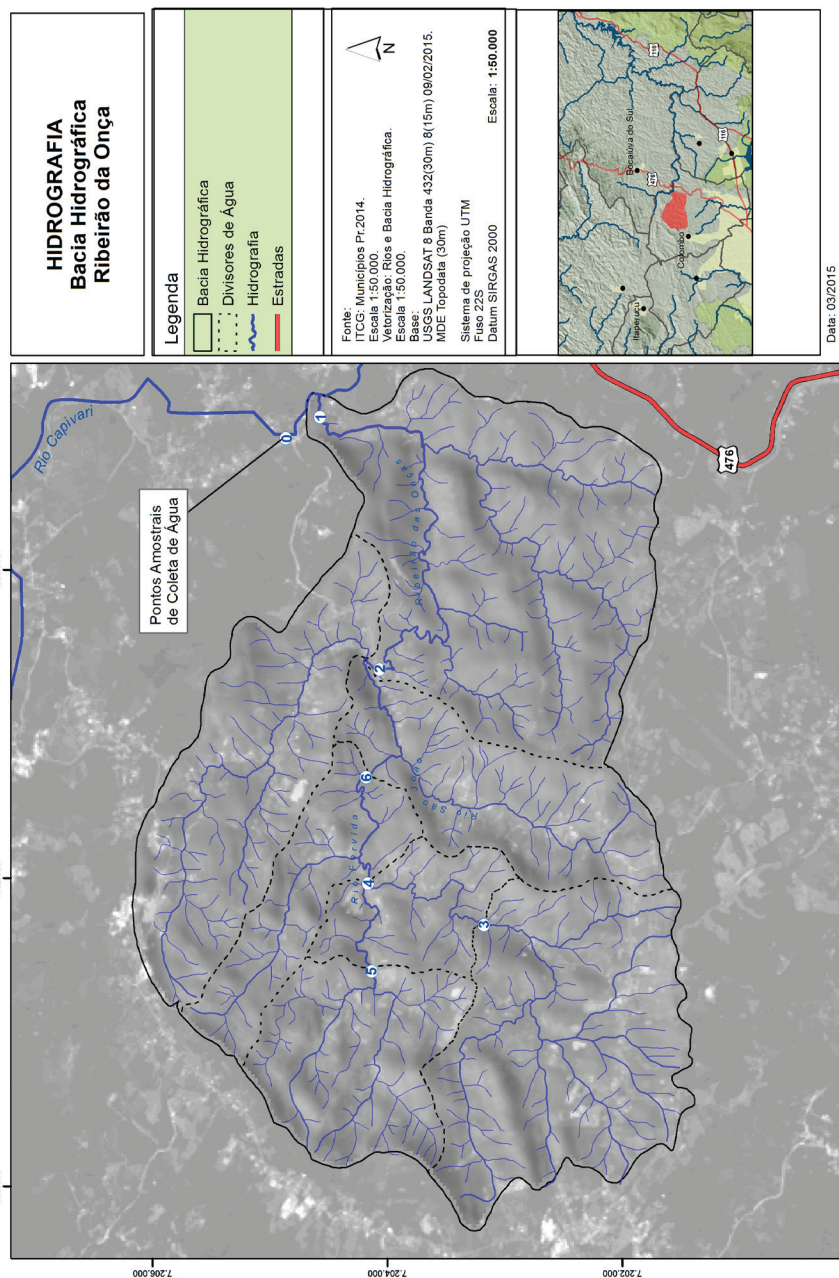 HIDROGRAFIA
Bacia Hidrográfica
Ribeirão da Onça
Legenda
Bacia Hidrográfica
Divisores de Água
Hidrografia
Estradas
Fonte:
ITCG: Municípios Pr.2014.
Escala 1:50.000.
Vetorização: Rios e Bacia Hidrográfica.
Escala 1:50.000.
Base:
USGS LANDSAT 8 Banda 432(30m) 8(15m) 09/02/2015.
MDE Topodata (30m)
Sistema de projeção UTM
Fuso 22S
Datum SIRGAS 2000
Escala: 1:50.000
N
Itaperuçu
Colombo
Bocaiúva do Sul
476
116
116
Data: 03/2015
Rio Capivari
Pontos Amostrais
de Coleta de Água
0
1
Ribeirão das Onças
2
6
Rio São João
Rio Fervida
4
3
5
476
7.206.000
7.204.000
7.202.000